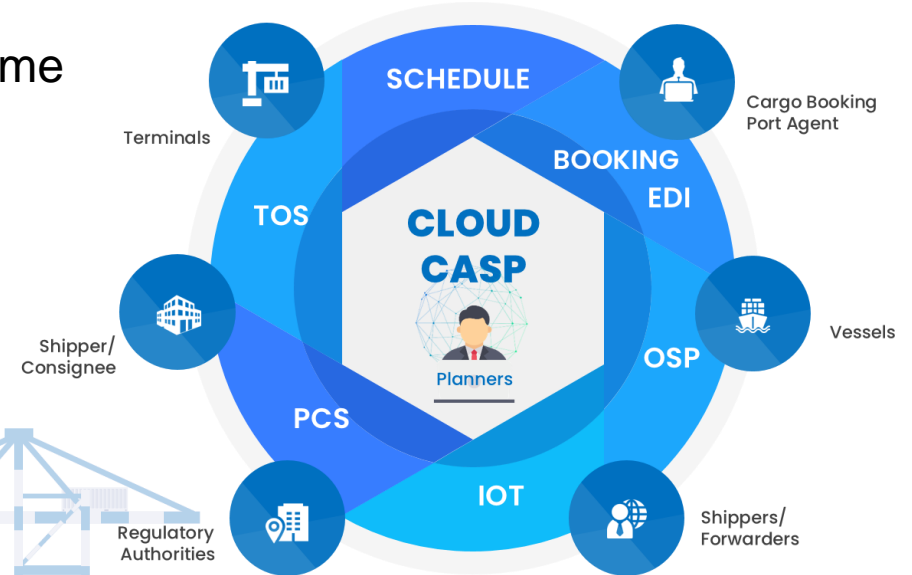 me
SCHEDULE
Cargo Booking
Port Agent
Terminals
BOOKING
EDI
TOS
CLOUD
CASP
Planners
Vessels
Shipper/
Consignee
OSP
PCS
IOT
Regulatory
Authorities
Shippers/
Forwarders